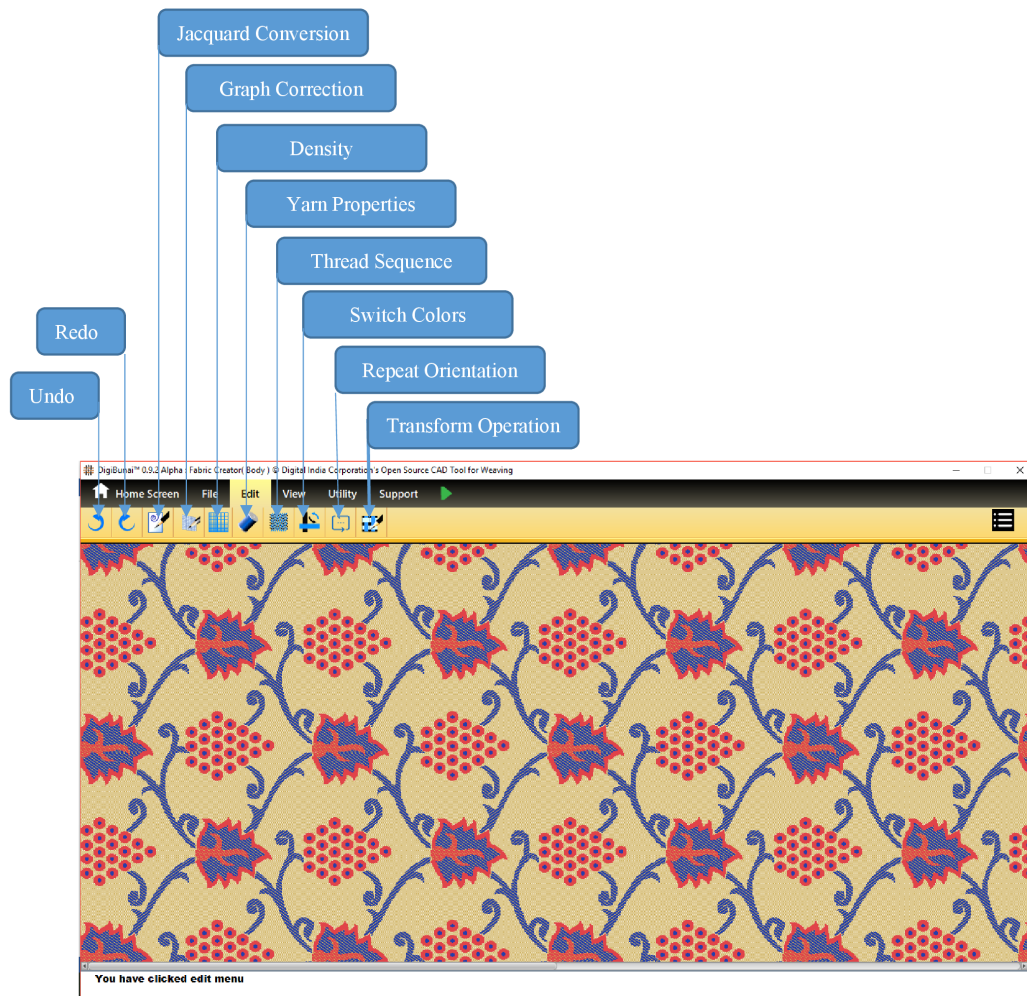 Jacquard Conversion
Graph Correction
Density
Yarn Properties
Thread Sequence
Switch Colors
Redo
Repeat Orientation
Undo
Transform Operation
DigiBunai™ 0.9.2 Alpha : Fabric Creator( Body ) © Digital India Corporation's Open Source CAD Tool for Weaving
Home Screen File Edit View Utility Support
You have clicked edit menu